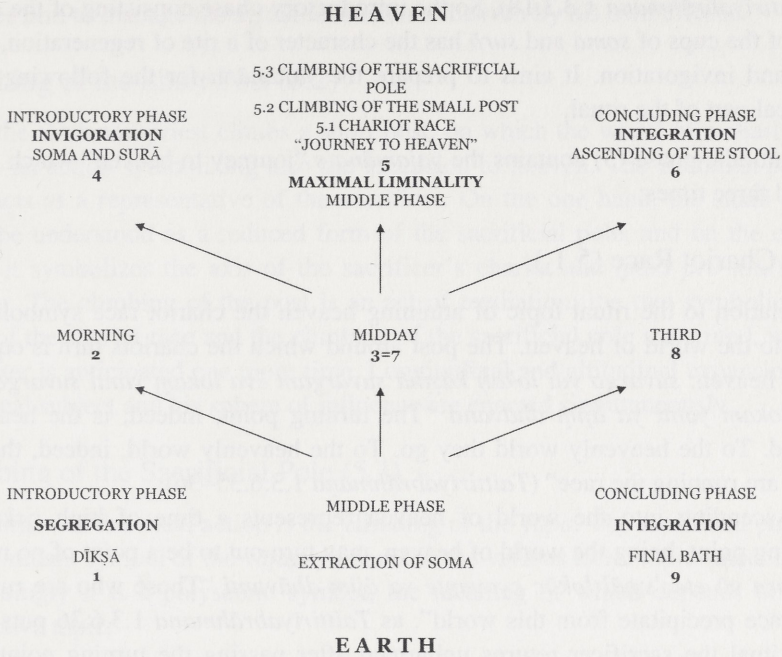 HEAVEN
5.3 CLIMBING OF THE SACRIFICIAL
POLE
5.2 CLIMBING OF THE SMALL POST
5.1 CHARIOT RACE
“JOURNEY TO HEAVEN”
5
MAXIMAL LIMINALITY
MIDDLE PHASE
INTRODUCTORY PHASE
INVIGORATION
SOMA AND SURĀ
4
CONCLUDING PHASE
INTEGRATION
ASCENDING OF THE STOOL
6
MORNING
2
MIDDAY
3=7
THIRD
8
INTRODUCTORY PHASE
SEGREGATION
DĪKṢĀ
1
MIDDLE PHASE
EXTRACTION OF SOMA
CONCLUDING PHASE
INTEGRATION
FINAL BATH
9
EARTH